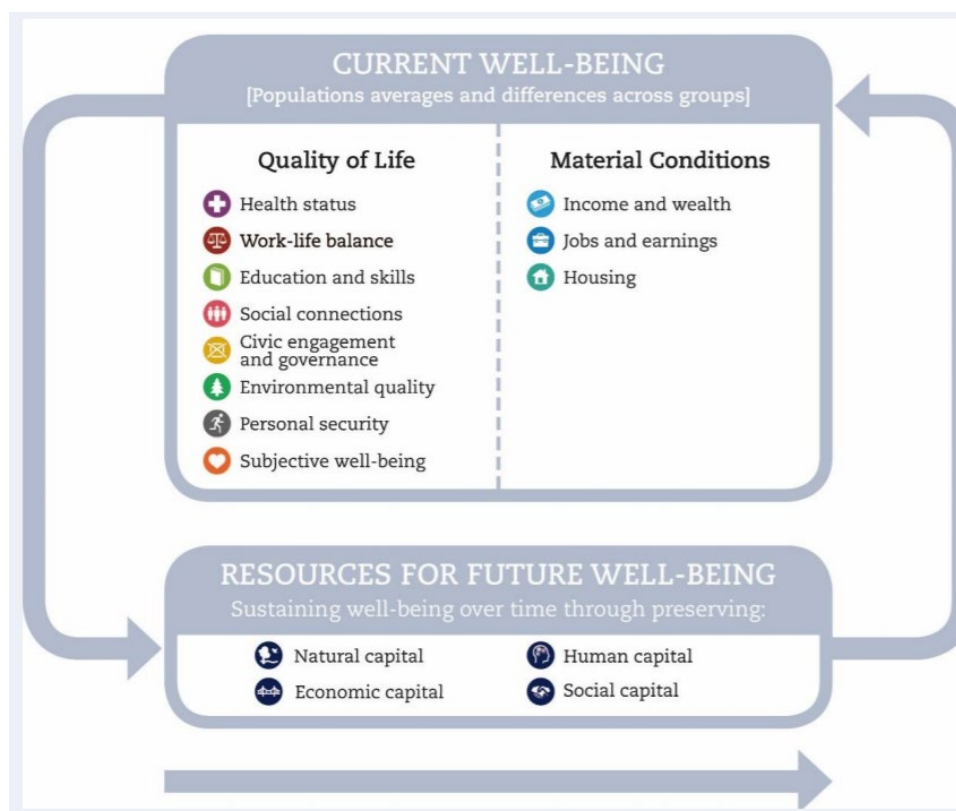 CURRENT WELL-BEING
[Populations averages and differences across groups]
Quality of Life
Health status
Work-life balance
Education and skills
Social connections
Civic engagement
and governance
Environmental quality
Personal security
Subjective well-being
Material Conditions
Income and wealth
Jobs and earnings
Housing
RESOURCES FOR FUTURE WELL-BEING
Sustaining well-being over time through preserving:
Natural capital
Economic capital
Human capital
Social capital